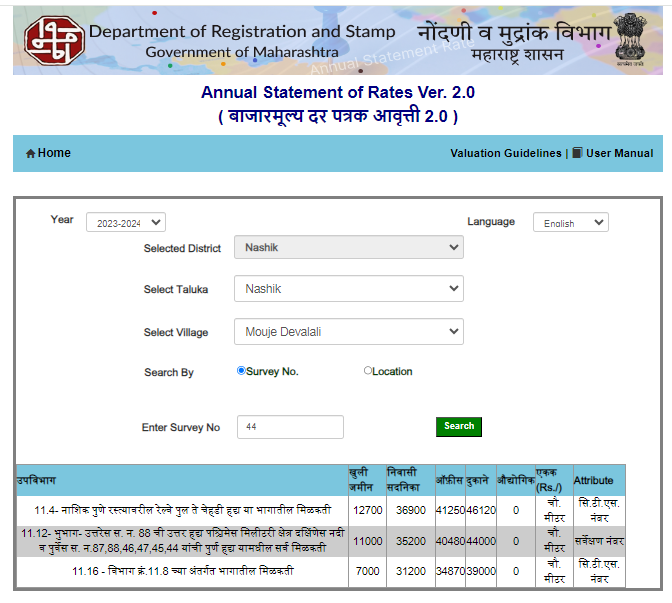 Department of Registration and Stamp
Government of Maharashtra
नोंदणी व मुद्रांक विभाग
महाराष्ट्र शासन
Annual Statement Rate
Annual Statement of Rates Ver. 2.0
( बाजारमूल्य दर पत्रक आवृत्ती 2.0 )
Home
Valuation Guidelines | User Manual
Year 2023-2024 Language English
Selected District Nashik
Select Taluka Nashik
Select Village Mouje Devalali
Search By Survey No. Location
Enter Survey No 44 Search
उपविभाग खुली जमीन निवासी सदनिका ऑफ़ीस दुकाने औद्योगिक एकक (Rs./) Attribute
11.4- नाशिक पुणे रस्त्यावरील रेल्वे पुल ते चेहडी हद्द या भागातील मिळकती 12700 36900 41250 46120 0 चौ. मीटर सि.टी.एस. नंबर
11.12- भुभाग- उत्तरेस स. न. 88 ची उत्तर हद्द पश्चिमेस मिलीटरी क्षेत्र दक्षिणेस नदी
व पुर्वेस स. न.87,88,46,47,45,44 यांची पुर्ण हद्द यामधील सर्व मिळकती 11000 35200 40480 44000 0 चौ. मीटर सर्वेक्षण नंबर
11.16 - विभाग क्रं.11.8 च्या अंतर्गत भागातील मिळकती 7000 31200 34870 39000 0 चौ. मीटर सि.टी.एस. नंबर